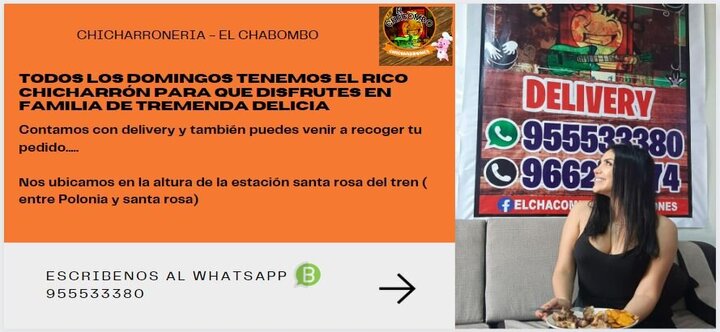 CHICHARRONERIA - EL CHABOMBO
TODOS LOS DOMINGOS TENEMOS EL RICO
CHICHARRÓN PARA QUE DISFRUTES EN
FAMILIA DE TREMENDA DELICIA
Contamos con delivery y también puedes venir a recoger tu
pedido.....
Nos ubicamos en la altura de la estación santa rosa del tren (
entre Polonia y santa rosa)
ESCRIBENOS AL WHATSAPP
955533380
DELIVERY
955533380